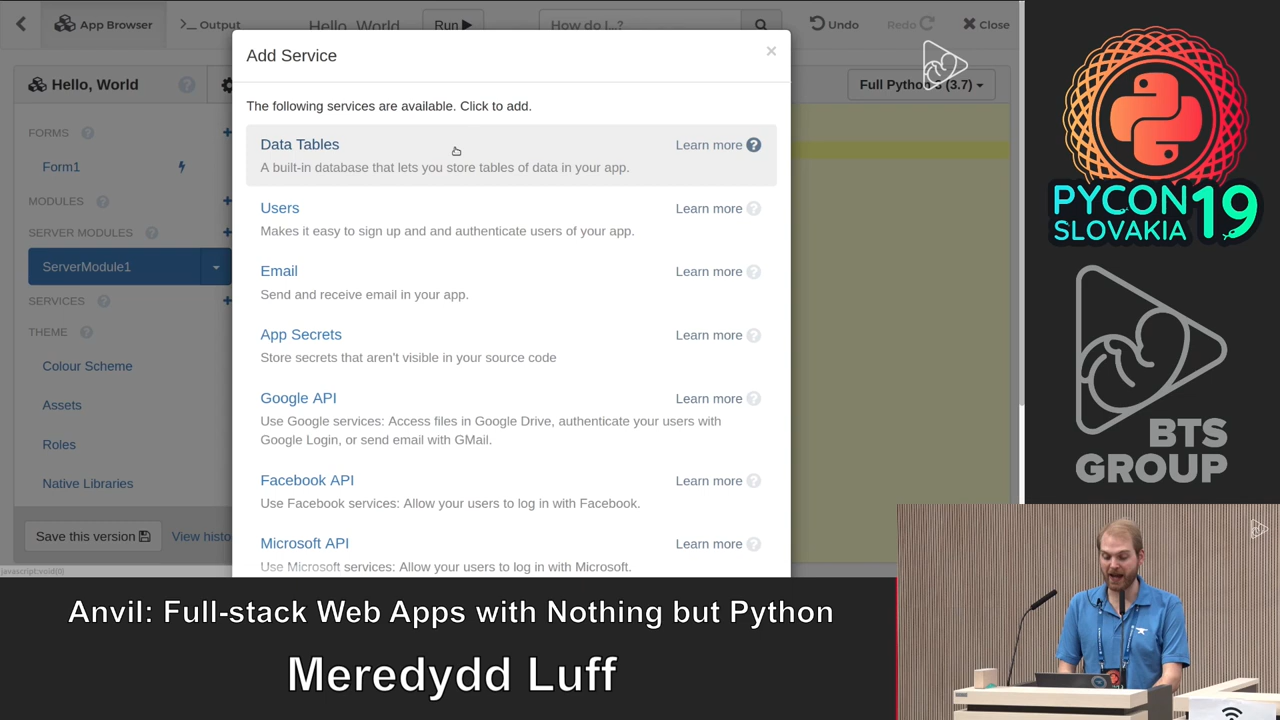 App Browser
Output
Hello, World
Run
How do I...?
Undo
Redo
Close
Add Service
×
Hello, World
Full Python 3 (3.7)
The following services are available. Click to add.
FORMS
Form1
MODULES
SERVER MODULES
ServerModule1
SERVICES
THEME
Colour Scheme
Assets
Roles
Native Libraries
Save this version
View histo
Data Tables
Learn more ?
A built-in database that lets you store tables of data in your app.
Users
Learn more ?
Makes it easy to sign up and and authenticate users of your app.
Email
Learn more ?
Send and receive email in your app.
App Secrets
Learn more ?
Store secrets that aren't visible in your source code
Google API
Learn more ?
Use Google services: Access files in Google Drive, authenticate your users with
Google Login, or send email with GMail.
Facebook API
Learn more ?
Use Facebook services: Allow your users to log in with Facebook.
Microsoft API
Learn more ?
Use Microsoft services: Allow your users to log in with Microsoft.
javascript:void(0)
PYCON 19
SLOVAKIA
BTS
GROUP
Anvil: Full-stack Web Apps with Nothing but Python
Meredydd Luff